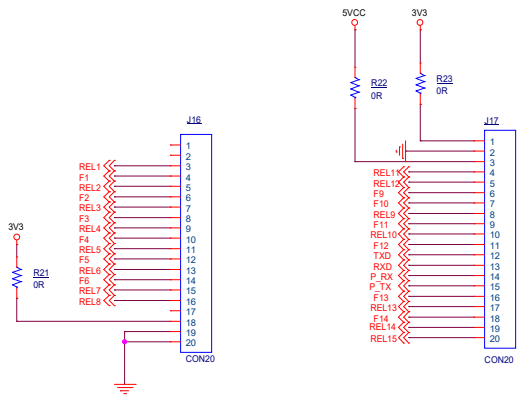 5VCC
3V3
R22
0R
R23
0R
J16
J17
1
2
REL1 3
F1 4
REL2 5
F2 6
REL3 7
F3 8
REL4 9
F4 10
REL5 11
F5 12
REL6 13
F6 14
REL7 15
REL8 16
17
18
19
20
CON20
3V3
R21
0R
1
2
3
REL11 4
REL12 5
F9 6
F10 7
REL9 8
F11 9
REL10 10
F12 11
TXD 12
RXD 13
P_RX 14
P_TX 15
F13 16
REL13 17
F14 18
REL14 19
REL15 20
CON20